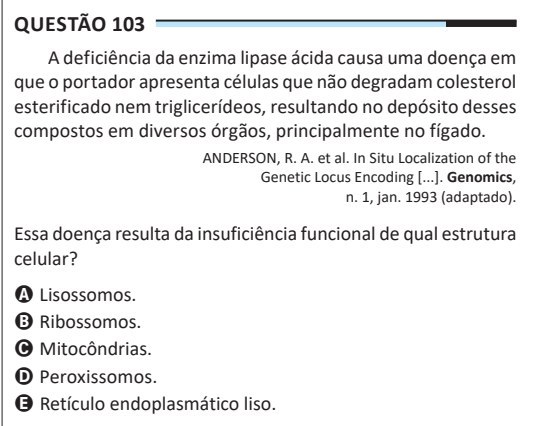 QUESTÃO 103
A deficiência da enzima lipase ácida causa uma doença em
que o portador apresenta células que não degradam colesterol
esterificado nem triglicerídeos, resultando no depósito desses
compostos em diversos órgãos, principalmente no fígado.
ANDERSON, R. A. et al. In Situ Localization of the
Genetic Locus Encoding [...]. Genomics,
n. 1, jan. 1993 (adaptado).
Essa doença resulta da insuficiência funcional de qual estrutura
celular?
A Lisossomos.
B Ribossomos.
C Mitocôndrias.
D Peroxissomos.
E Retículo endoplasmático liso.